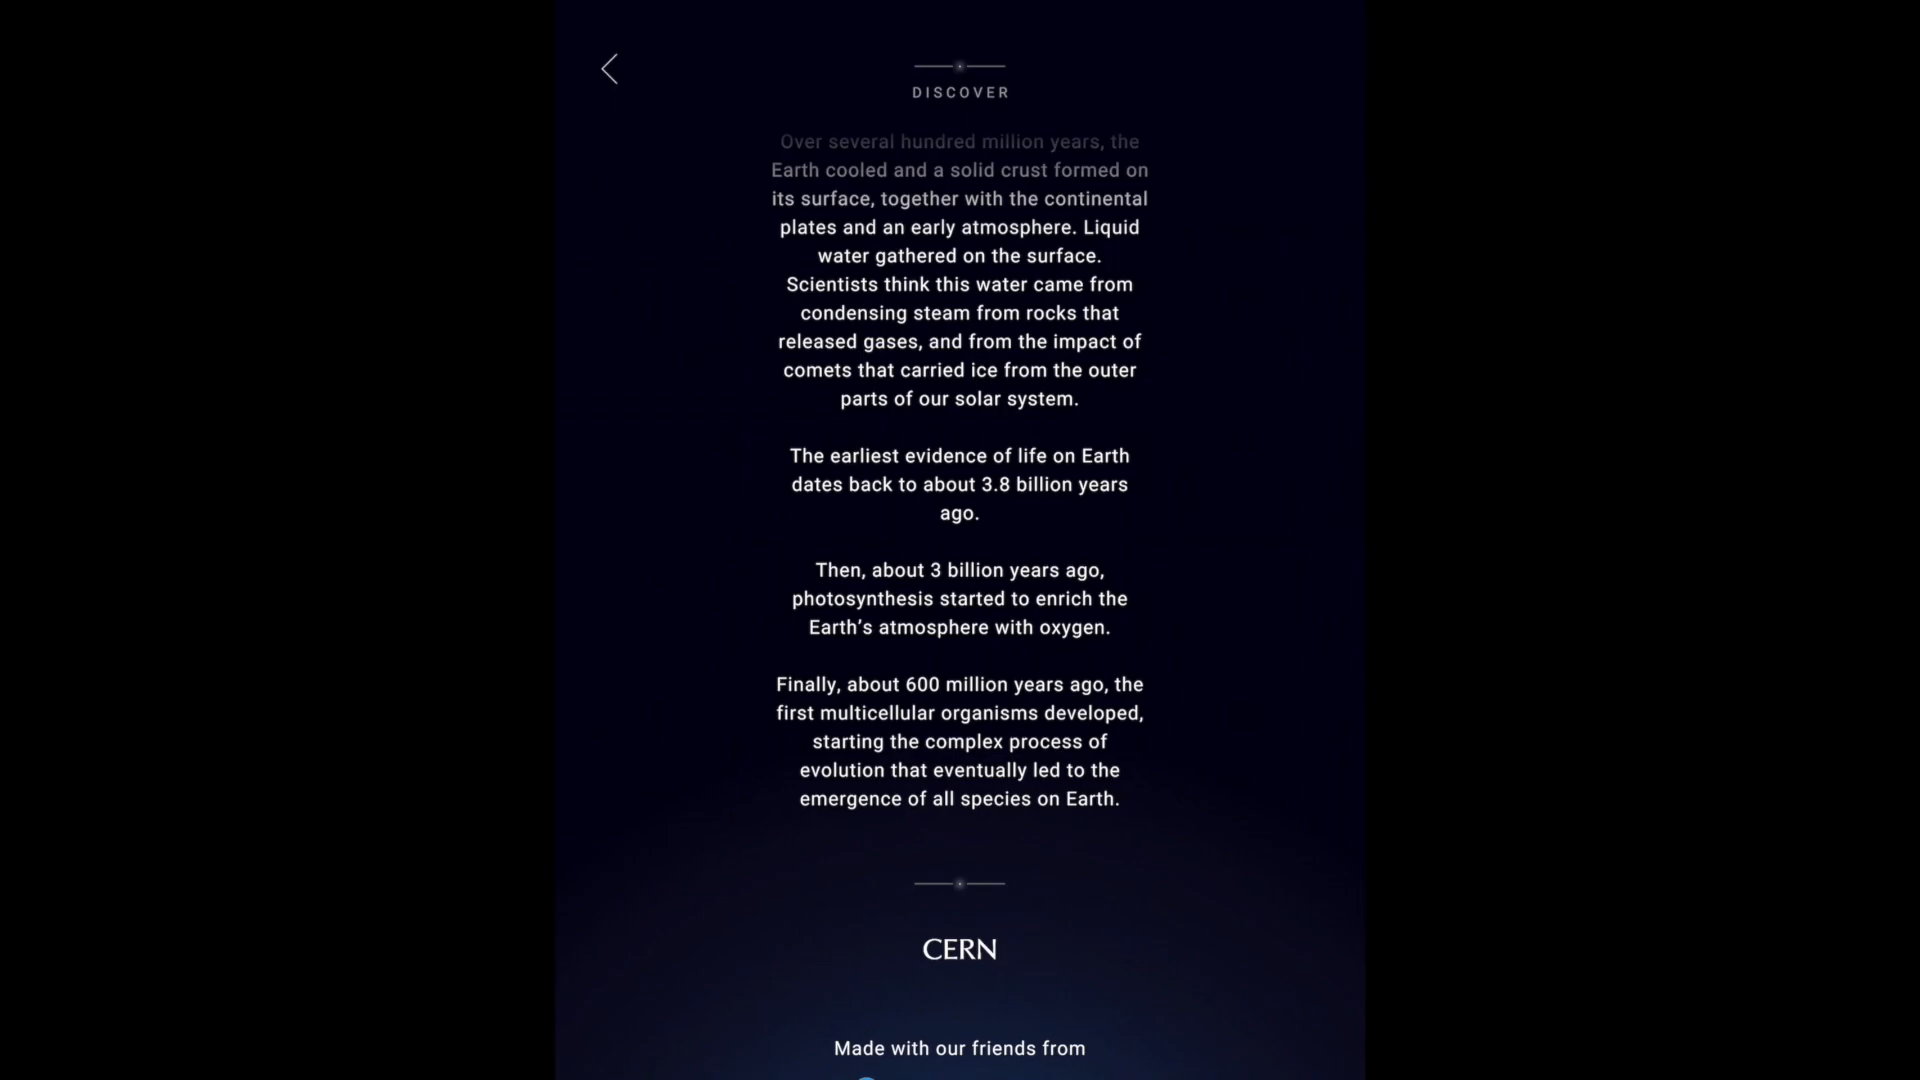 DISCOVER
Over several hundred million years, the
Earth cooled and a solid crust formed on
its surface, together with the continental
plates and an early atmosphere. Liquid
water gathered on the surface.
Scientists think this water came from
condensing steam from rocks that
released gases, and from the impact of
comets that carried ice from the outer
parts of our solar system.
The earliest evidence of life on Earth
dates back to about 3.8 billion years
ago.
Then, about 3 billion years ago,
photosynthesis started to enrich the
Earth’s atmosphere with oxygen.
Finally, about 600 million years ago, the
first multicellular organisms developed,
starting the complex process of
evolution that eventually led to the
emergence of all species on Earth.
CERN
Made with our friends from